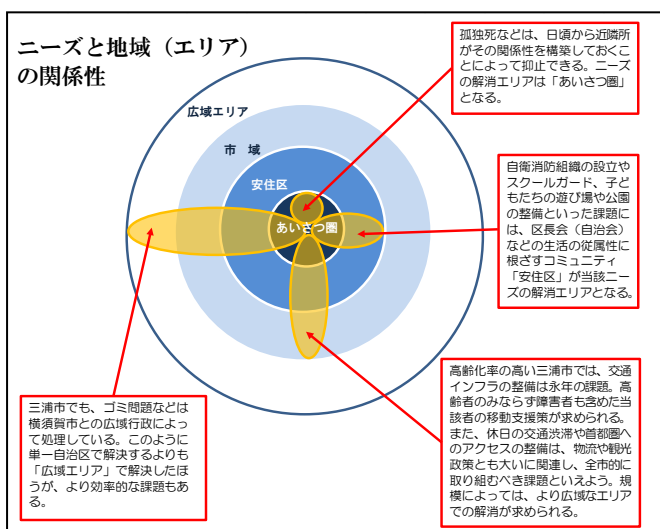 ニーズと地域（エリア）
の関係性
孤独死などは、日頃から近隣所
がその関係性を構築しておくこ
とによって抑止できる。ニーズ
の解消エリアは「あいさつ圏」
となる。
広域エリア
市　域
安住区
あいさつ圏
自衛消防組織の設立や
スクールガード、子ど
もたちの遊び場や公園
の整備といった課題に
は、区長会（自治会）
などの生活の従属性に
根ざすコミュニティ
「安住区」が当該ニー
ズの解消エリアとなる。
三浦市でも、ゴミ問題などは
横須賀市との広域行政によっ
て処理している。このように
単一自治区で解決するよりも
「広域エリア」で解決したほ
うが、より効率的な課題もあ
る。
高齢化率の高い三浦市では、交通
インフラの整備は永年の課題。高
齢者のみならず障害者も含めた当
該者の移動支援策が求められる。
また、休日の交通渋滞や首都圏へ
のアクセスの整備は、物流や観光
政策とも大いに関連し、全市的に
取り組むべき課題といえよう。規
模によっては、より広域なエリア
での解消が求められる。